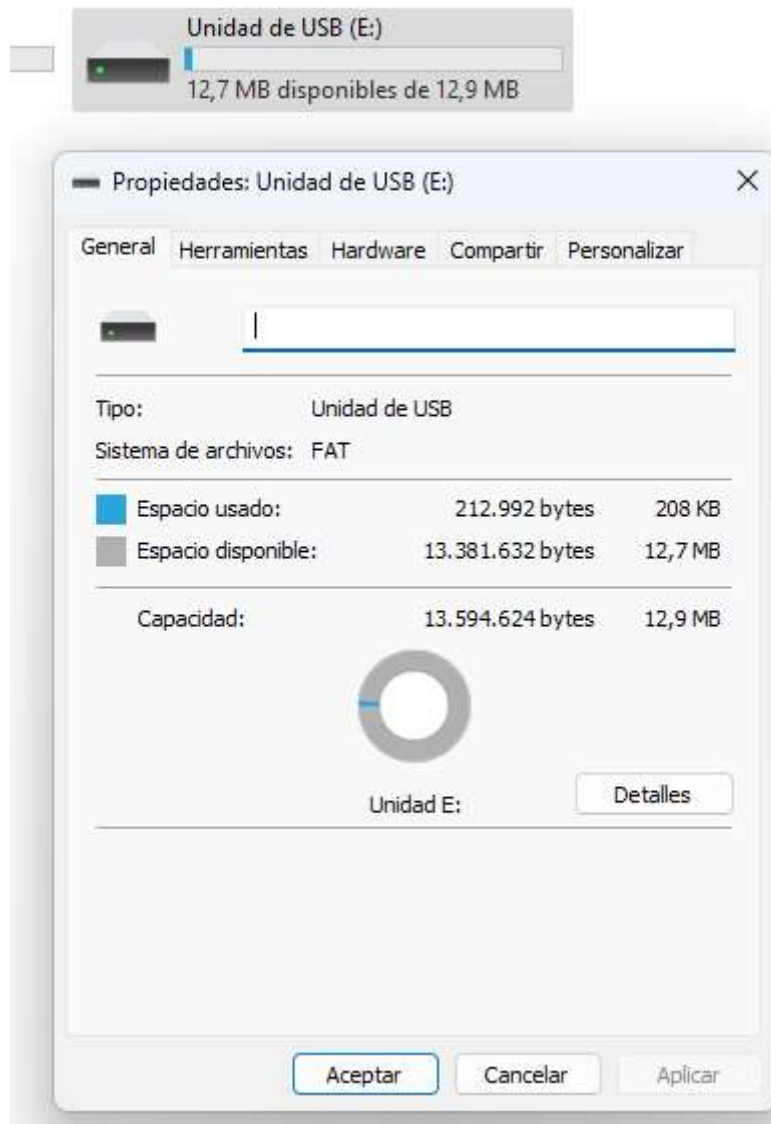 Unidad de USB (E:)
12,7 MB disponibles de 12,9 MB
Propiedades: Unidad de USB (E:)
General Herramientas Hardware Compartir Personalizar
Tipo: Unidad de USB
Sistema de archivos: FAT
Espacio usado: 212.992 bytes 208 KB
Espacio disponible: 13.381.632 bytes 12,7 MB
Capacidad: 13.594.624 bytes 12,9 MB
Unidad E: Detalles
Aceptar Cancelar Aplicar